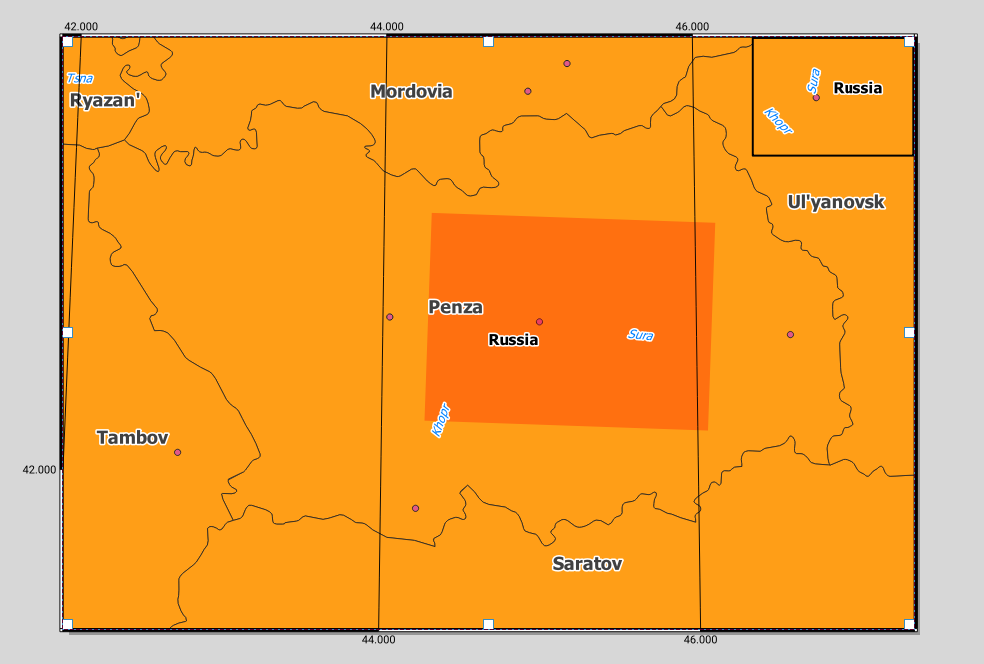 42.000
44.000
46.000
Tsna
Ryazan'
Mordovia
Sura
Russia
Khopr
Ul'yanovsk
Penza
Russia
Sura
Khopr
Tambov
42.000
Saratov
44.000
46.000